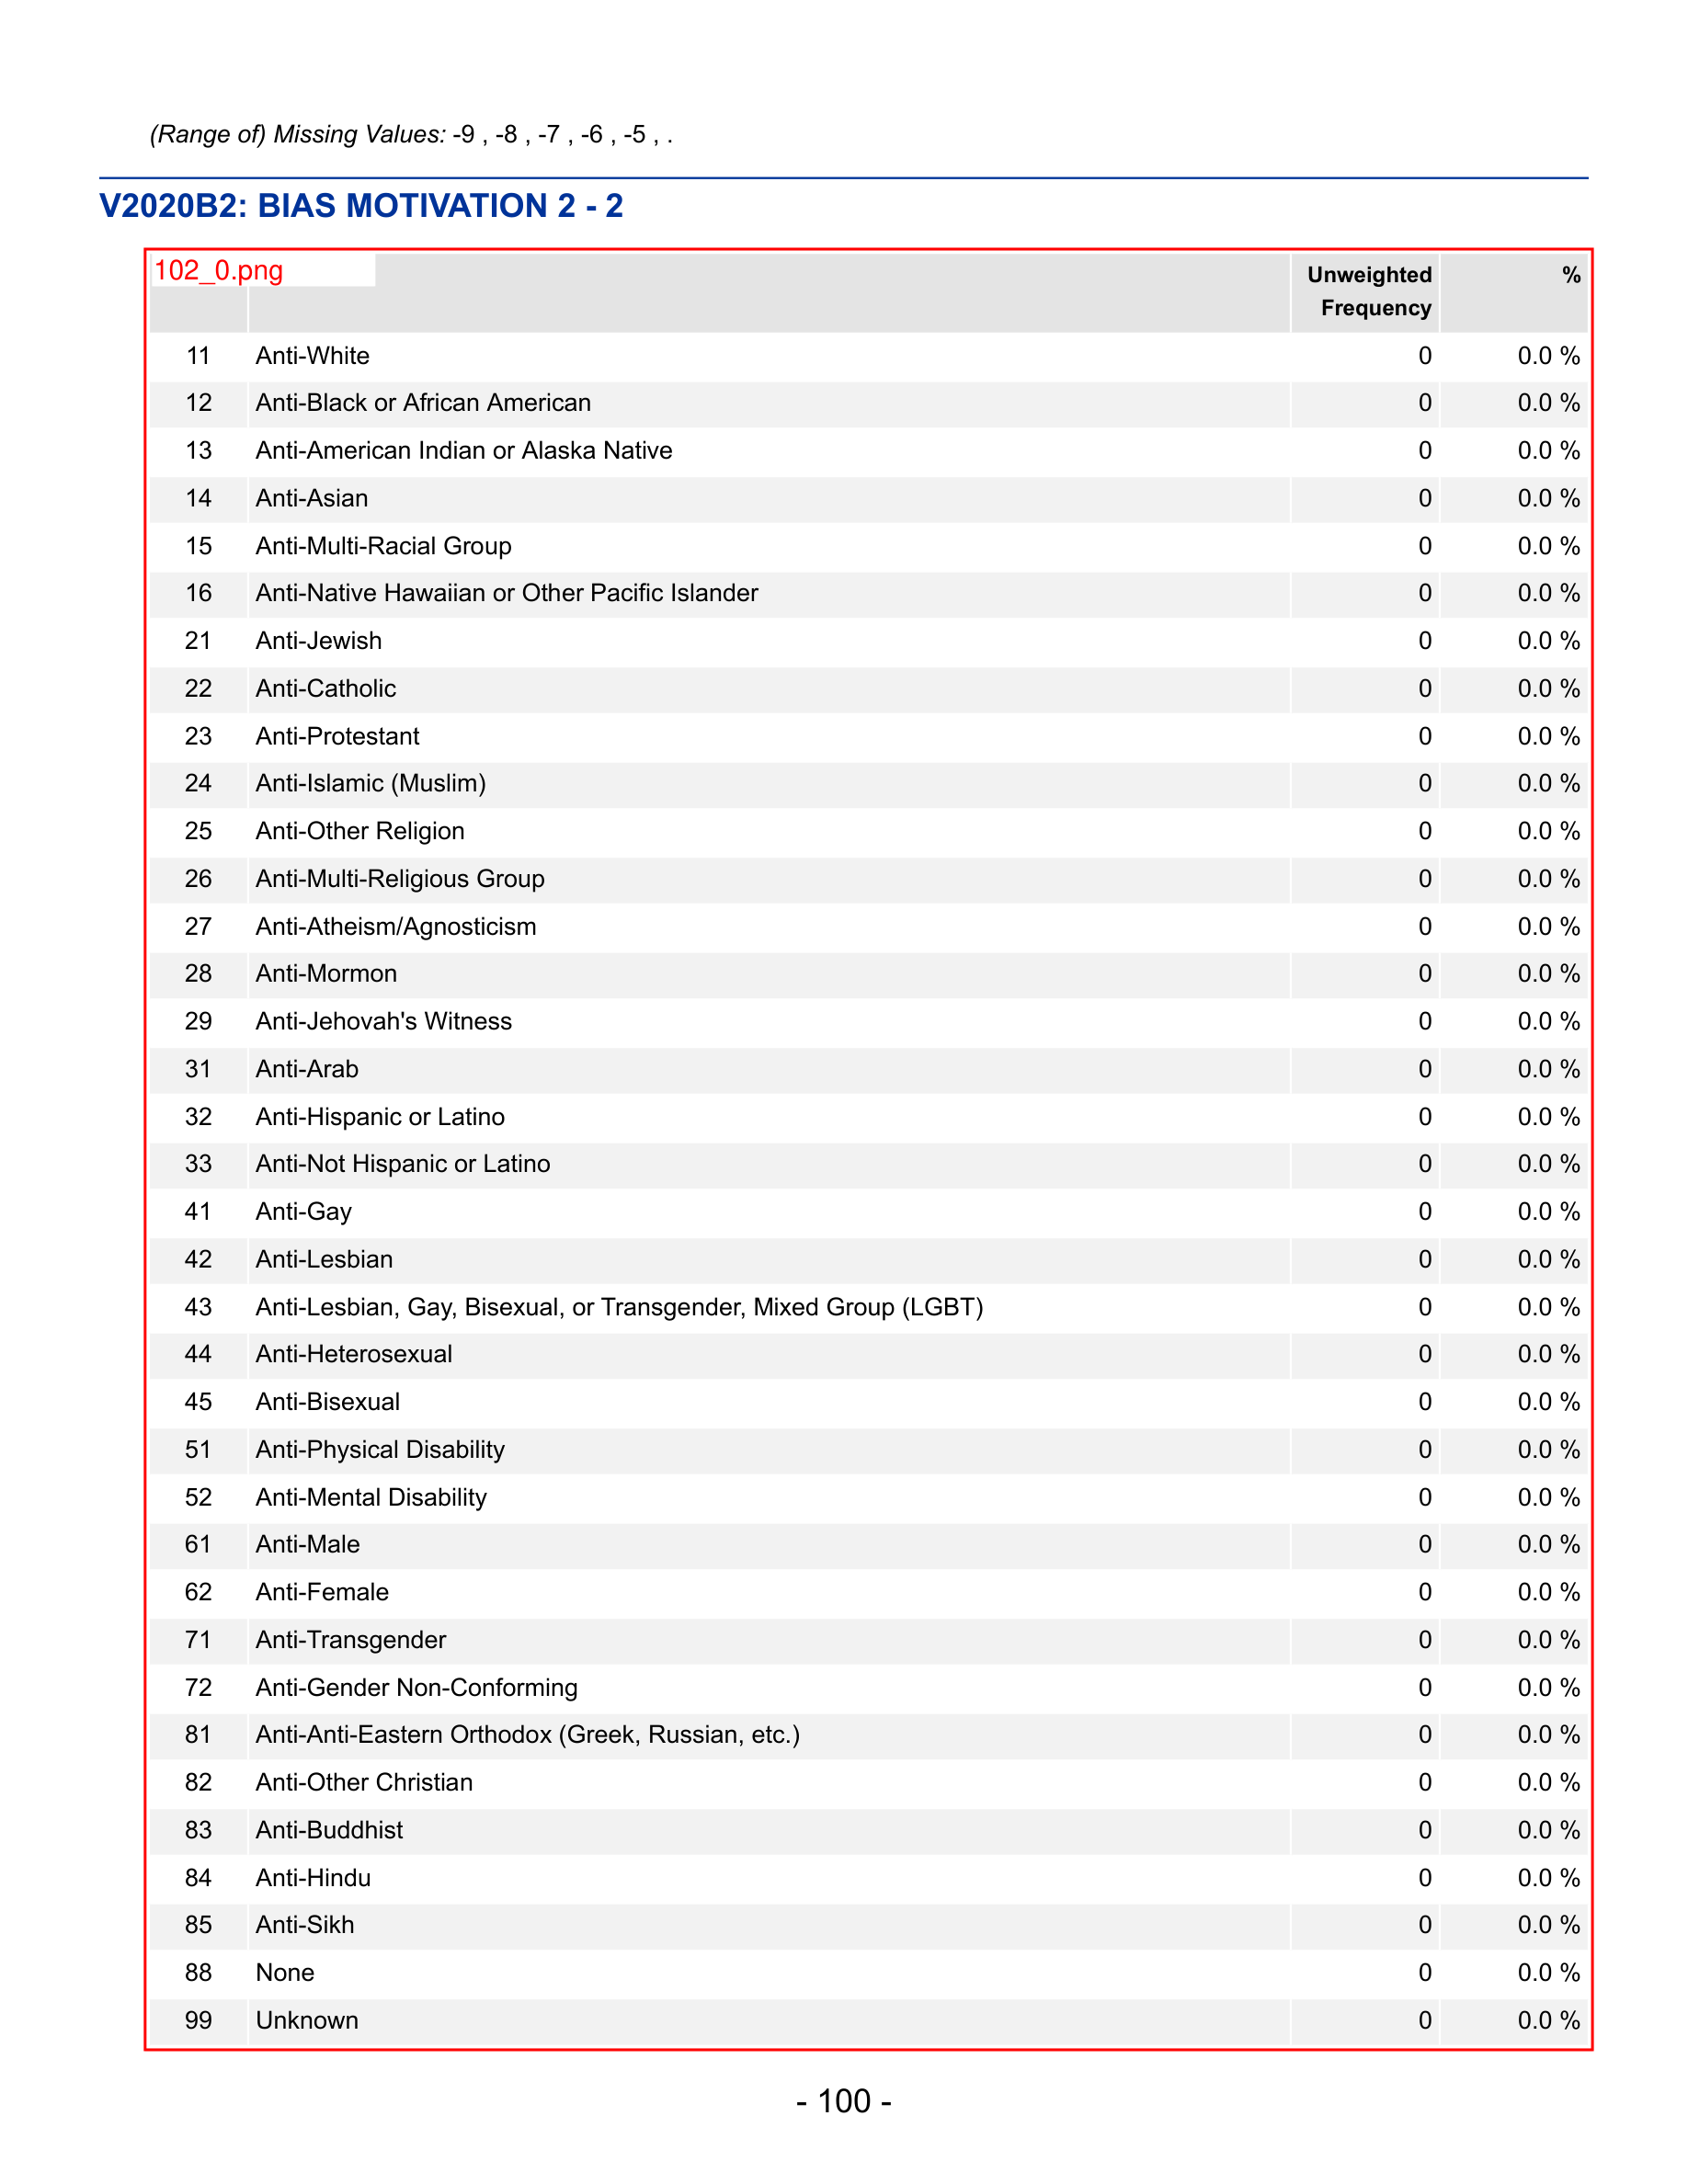 (Range of) Missing Values: -9 , -8 , -7 , -6 , -5 , .
V2020B2: BIAS MOTIVATION 2 - 2
102_0.png
Unweighted Frequency %
11 Anti-White 0 0.0 %
12 Anti-Black or African American 0 0.0 %
13 Anti-American Indian or Alaska Native 0 0.0 %
14 Anti-Asian 0 0.0 %
15 Anti-Multi-Racial Group 0 0.0 %
16 Anti-Native Hawaiian or Other Pacific Islander 0 0.0 %
21 Anti-Jewish 0 0.0 %
22 Anti-Catholic 0 0.0 %
23 Anti-Protestant 0 0.0 %
24 Anti-Islamic (Muslim) 0 0.0 %
25 Anti-Other Religion 0 0.0 %
26 Anti-Multi-Religious Group 0 0.0 %
27 Anti-Atheism/Agnosticism 0 0.0 %
28 Anti-Mormon 0 0.0 %
29 Anti-Jehovah's Witness 0 0.0 %
31 Anti-Arab 0 0.0 %
32 Anti-Hispanic or Latino 0 0.0 %
33 Anti-Not Hispanic or Latino 0 0.0 %
41 Anti-Gay 0 0.0 %
42 Anti-Lesbian 0 0.0 %
43 Anti-Lesbian, Gay, Bisexual, or Transgender, Mixed Group (LGBT) 0 0.0 %
44 Anti-Heterosexual 0 0.0 %
45 Anti-Bisexual 0 0.0 %
51 Anti-Physical Disability 0 0.0 %
52 Anti-Mental Disability 0 0.0 %
61 Anti-Male 0 0.0 %
62 Anti-Female 0 0.0 %
71 Anti-Transgender 0 0.0 %
72 Anti-Gender Non-Conforming 0 0.0 %
81 Anti-Anti-Eastern Orthodox (Greek, Russian, etc.) 0 0.0 %
82 Anti-Other Christian 0 0.0 %
83 Anti-Buddhist 0 0.0 %
84 Anti-Hindu 0 0.0 %
85 Anti-Sikh 0 0.0 %
88 None 0 0.0 %
99 Unknown 0 0.0 %
- 100 -